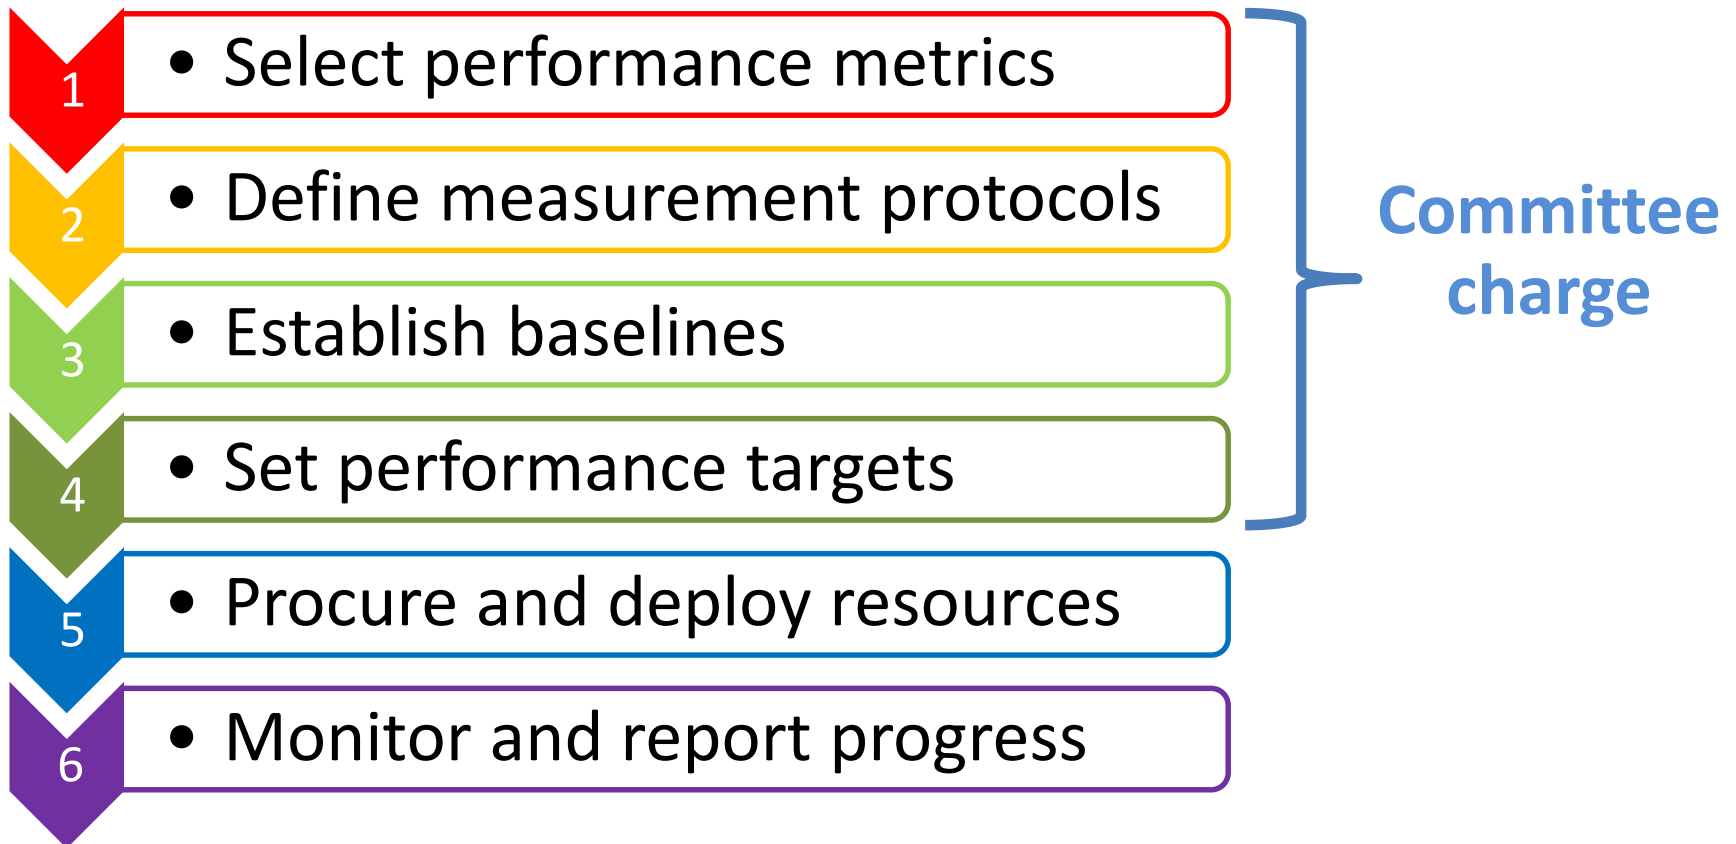 1
• Select performance metrics
2
• Define measurement protocols
3
• Establish baselines
4
• Set performance targets
5
• Procure and deploy resources
6
• Monitor and report progress
Committee
charge